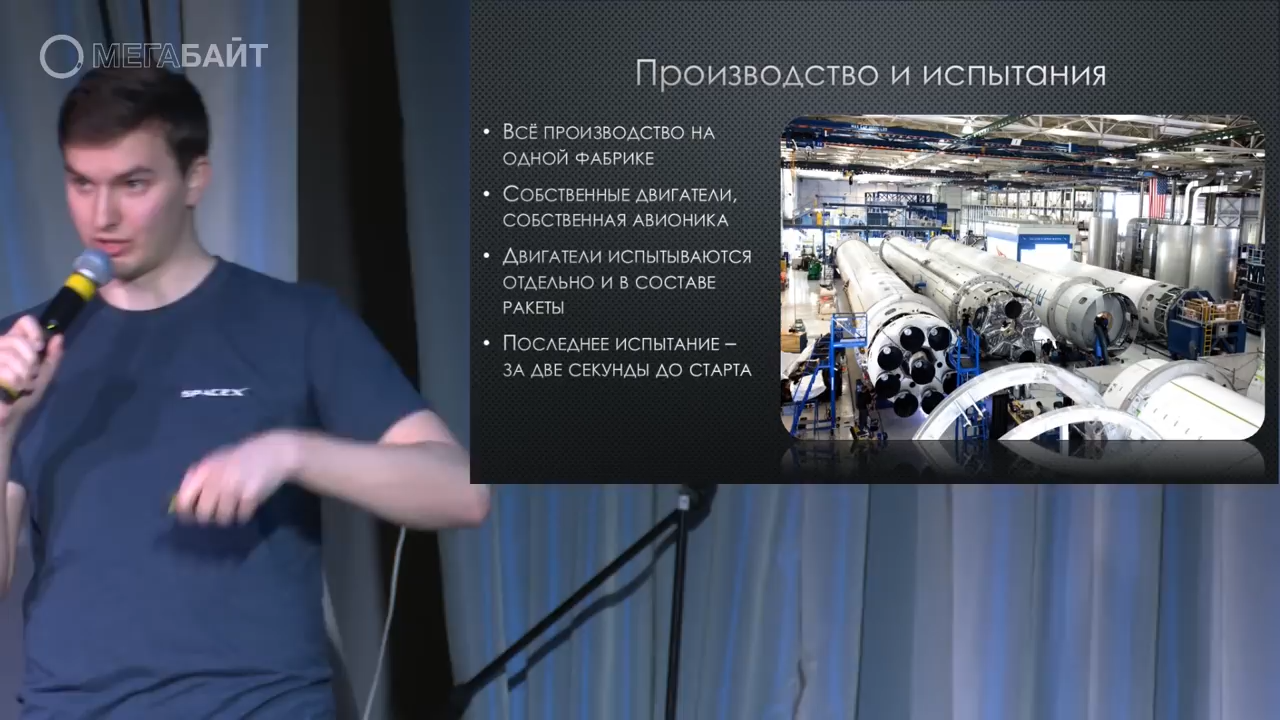 МЕГАБАЙТ
Производство и испытания
• Всё производство на
одной фабрике
• Собственные двигатели,
собственная авионика
• Двигатели испытываются
отдельно и в составе
ракеты
• Последнее испытание –
за две секунды до старта
SPACEX